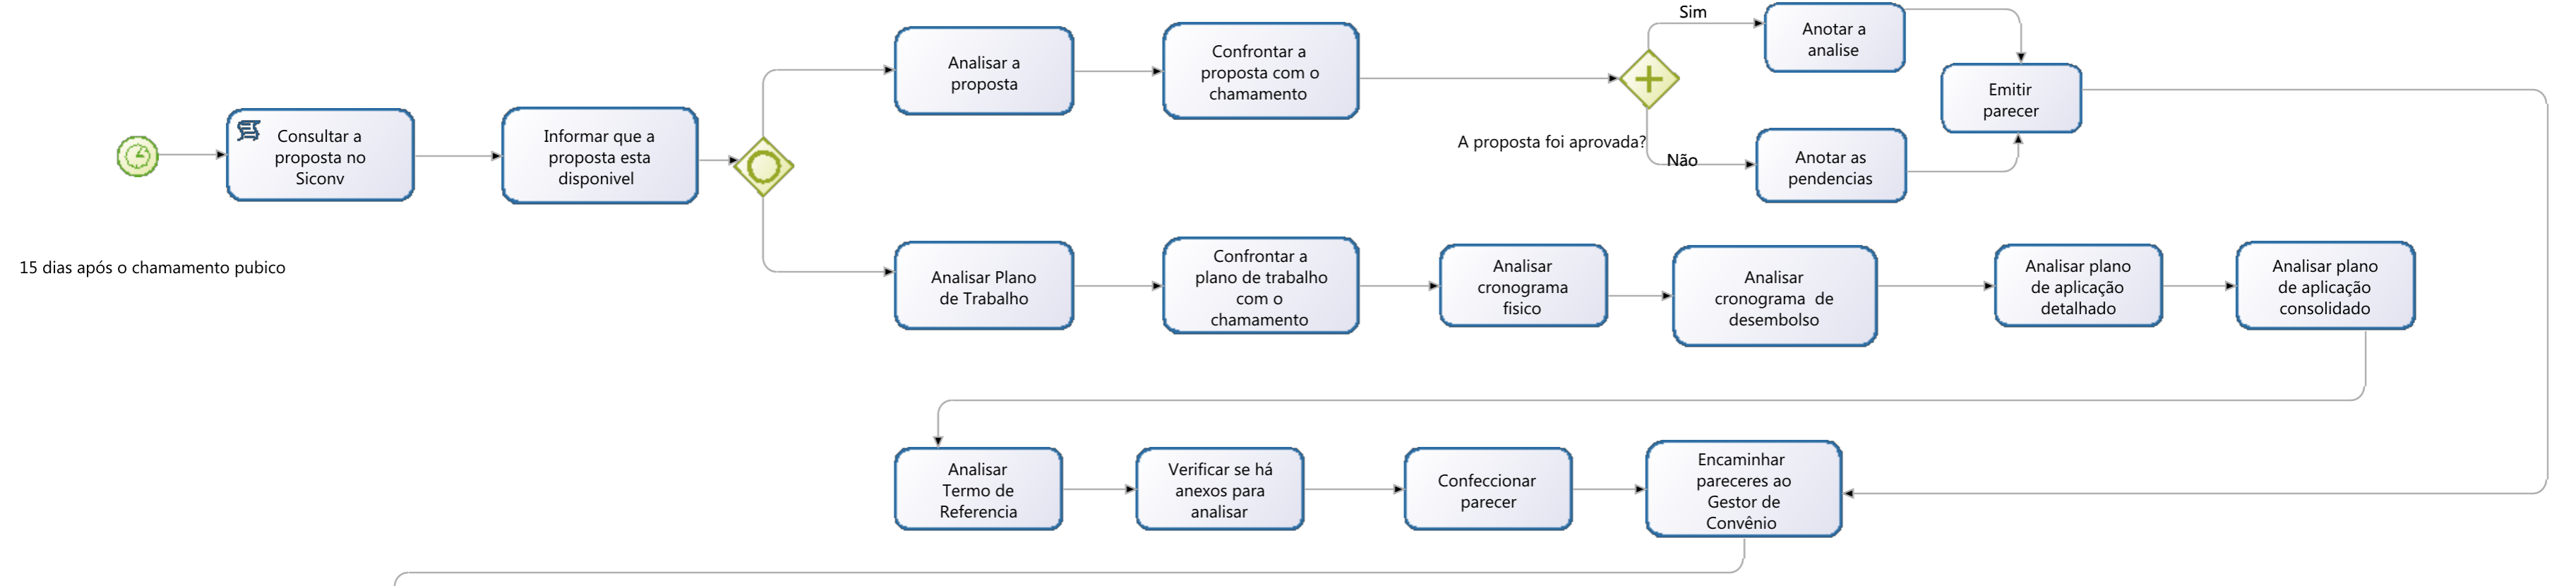 Sim
Anotar a
analise
Analisar a
proposta
Confrontar a
proposta com o
chamamento
Emitir
parecer
A proposta foi aprovada?
Não
Anotar as
pendencias
Consultar a
proposta no
Siconv
Informar que a
proposta esta
disponivel
15 dias após o chamamento pubico
Analisar Plano
de Trabalho
Confrontar a
plano de trabalho
com o
chamamento
Analisar
cronograma
fisico
Analisar
cronograma  de
desembolso
Analisar plano
de aplicação
detalhado
Analisar plano
de aplicação
consolidado
Analisar
Termo de
Referencia
Verificar se há
anexos para
analisar
Confeccionar
parecer
Encaminhar
pareceres ao
Gestor de
Convênio